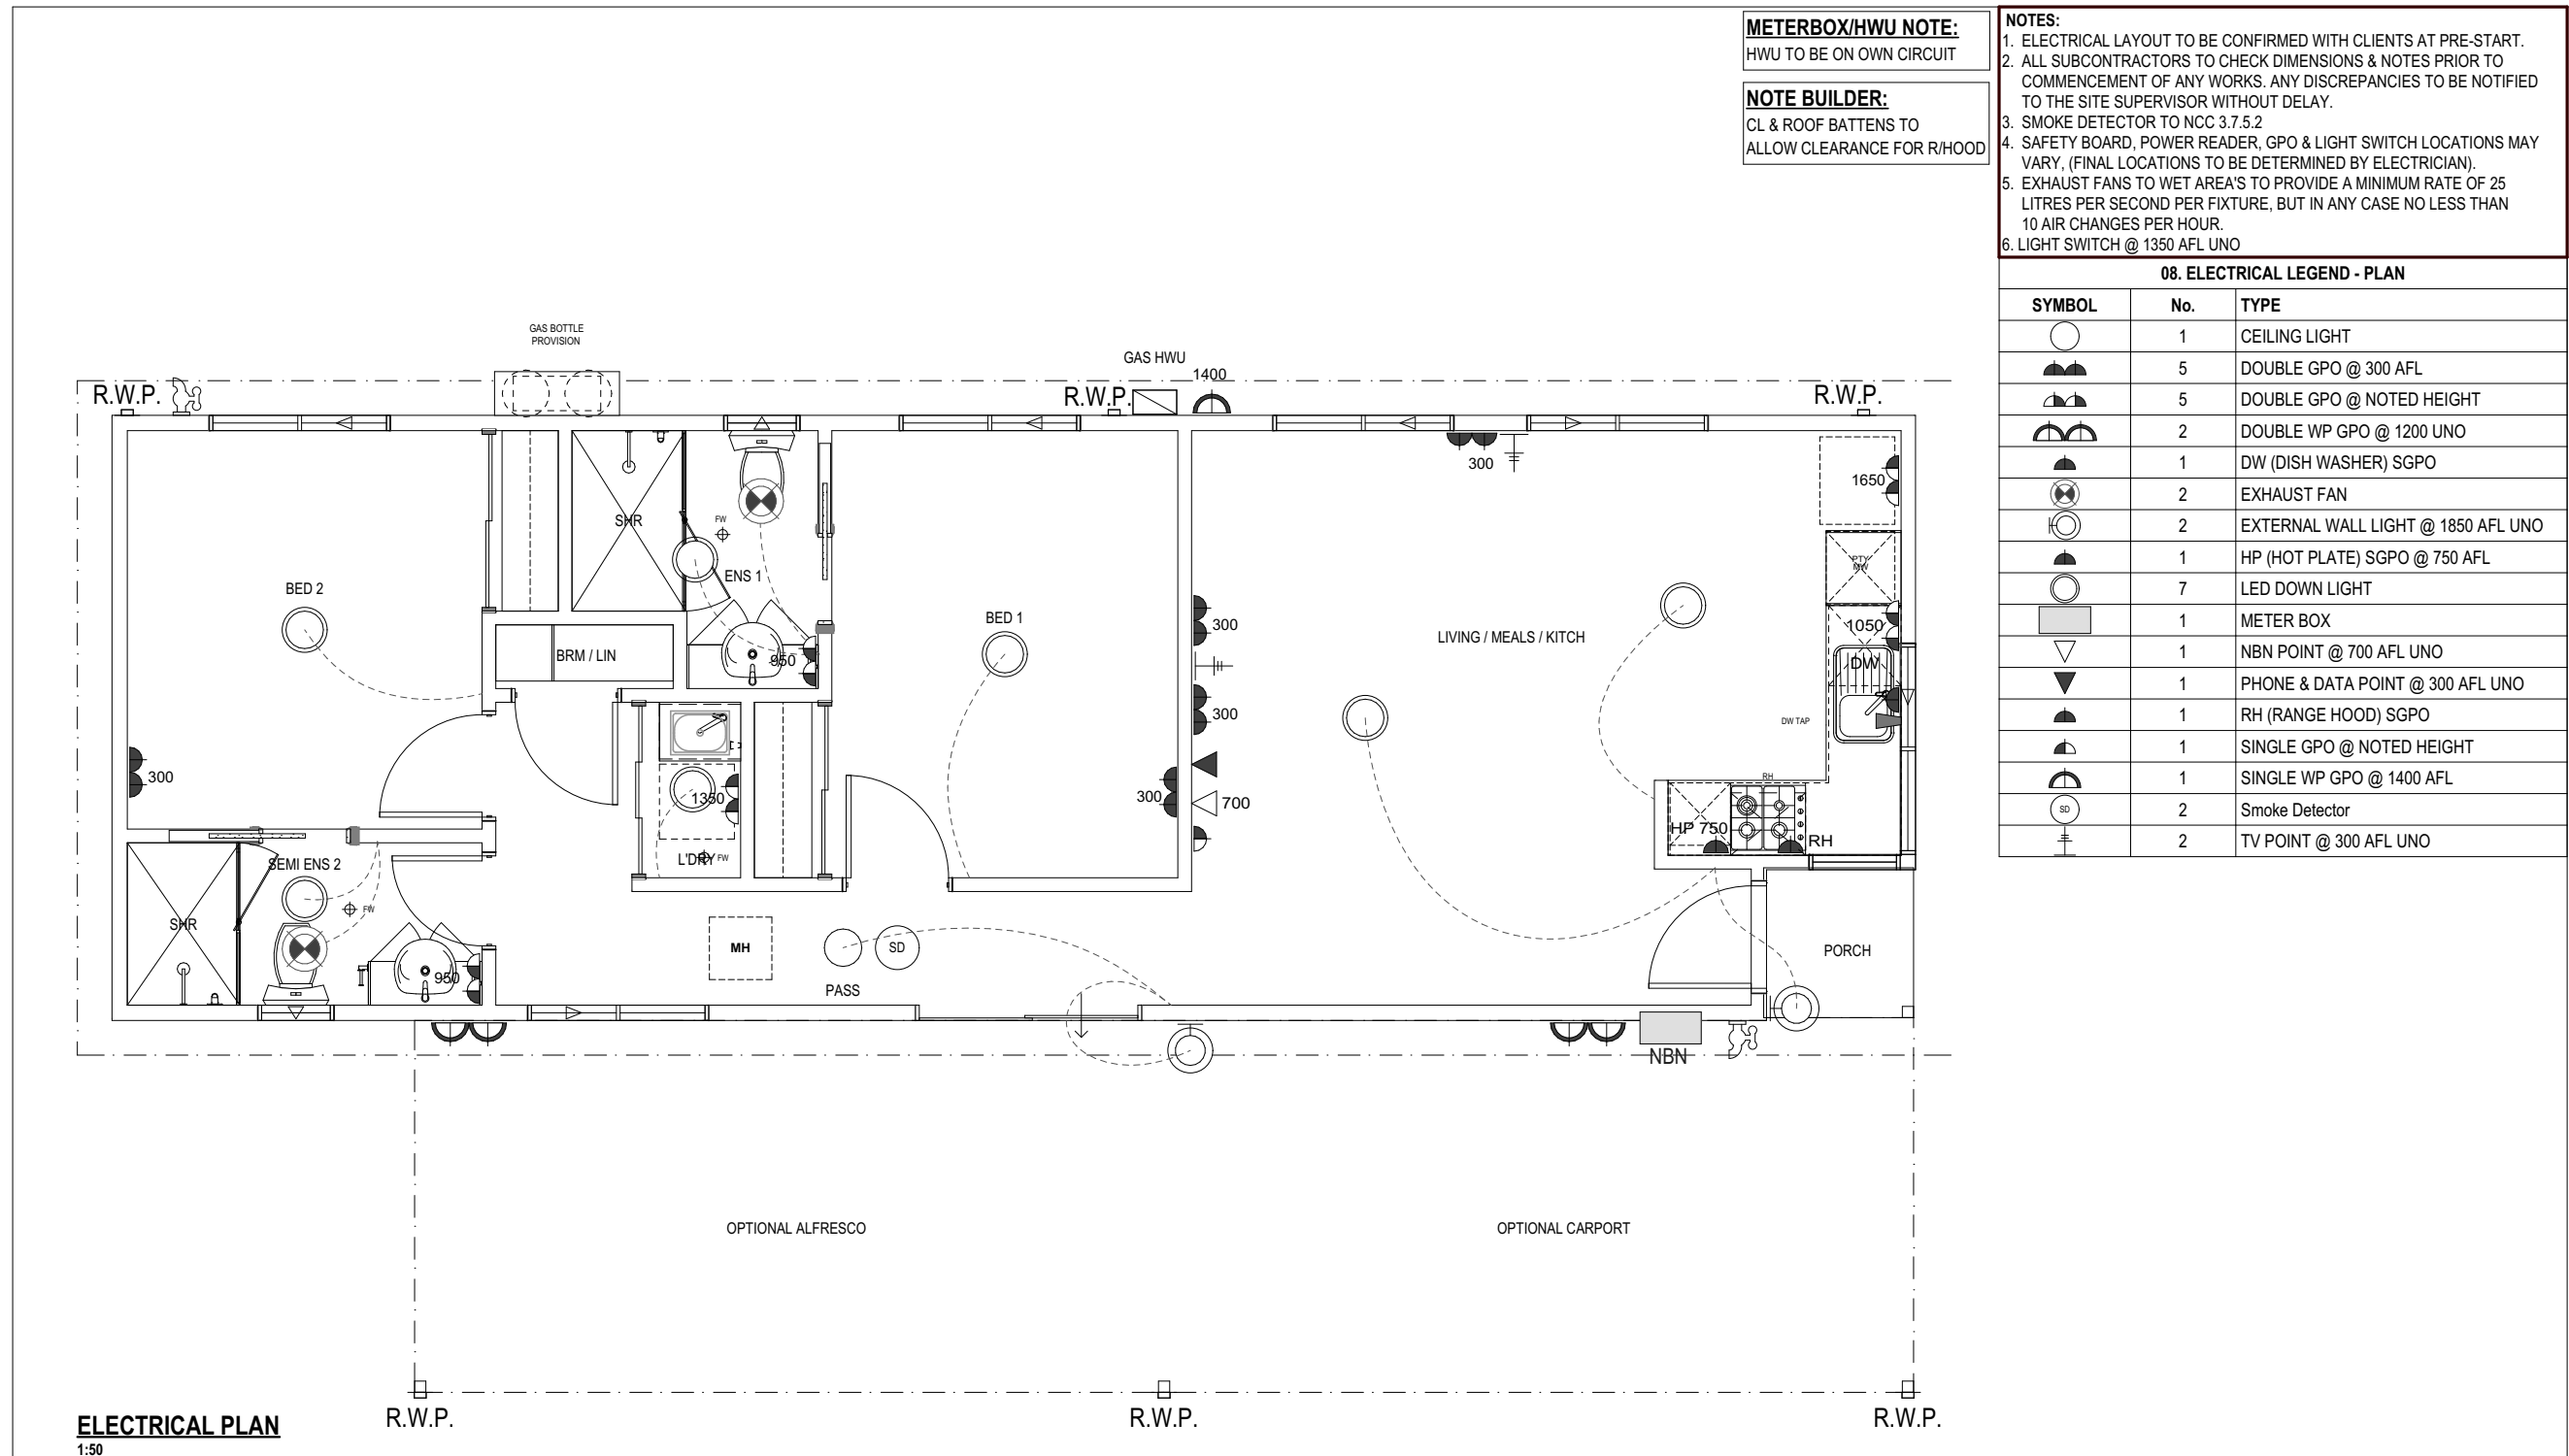 METERBOX/HWU NOTE:
HWU TO BE ON OWN CIRCUIT
NOTE BUILDER:
CL & ROOF BATTENS TO
ALLOW CLEARANCE FOR R/HOOD
NOTES:
1. ELECTRICAL LAYOUT TO BE CONFIRMED WITH CLIENTS AT PRE-START.
2. ALL SUBCONTRACTORS TO CHECK DIMENSIONS & NOTES PRIOR TO
COMMENCEMENT OF ANY WORKS. ANY DISCREPANCIES TO BE NOTIFIED
TO THE SITE SUPERVISOR WITHOUT DELAY.
3. SMOKE DETECTOR TO NCC 3.7.5.2
4. SAFETY BOARD, POWER READER, GPO & LIGHT SWITCH LOCATIONS MAY
VARY, (FINAL LOCATIONS TO BE DETERMINED BY ELECTRICIAN).
5. EXHAUST FANS TO WET AREA'S TO PROVIDE A MINIMUM RATE OF 25
LITRES PER SECOND PER FIXTURE, BUT IN ANY CASE NO LESS THAN
10 AIR CHANGES PER HOUR.
6. LIGHT SWITCH @ 1350 AFL UNO
08. ELECTRICAL LEGEND - PLAN
SYMBOL No. TYPE
1 CEILING LIGHT
5 DOUBLE GPO @ 300 AFL
5 DOUBLE GPO @ NOTED HEIGHT
2 DOUBLE WP GPO @ 1200 UNO
1 DW (DISH WASHER) SGPO
2 EXHAUST FAN
2 EXTERNAL WALL LIGHT @ 1850 AFL UNO
1 HP (HOT PLATE) SGPO @ 750 AFL
7 LED DOWN LIGHT
1 METER BOX
1 NBN POINT @ 700 AFL UNO
1 PHONE & DATA POINT @ 300 AFL UNO
1 RH (RANGE HOOD) SGPO
1 SINGLE GPO @ NOTED HEIGHT
1 SINGLE WP GPO @ 1400 AFL
SD 2 Smoke Detector
2 TV POINT @ 300 AFL UNO
GAS BOTTLE
PROVISION
GAS HWU
1400
R.W.P.
R.W.P.
R.W.P.
300
1650
SHR
FW
PTY
MW
ENS 1
BED 2
BED 1
300
1050
LIVING / MEALS / KITCH
BRM / LIN
950
DW
300
DW TAP
300
1350
300
700
RH
HP 750
RH
L'DRY
FW
SEMI ENS 2
SHR
FW
MH
SD
PORCH
950
PASS
NBN
OPTIONAL ALFRESCO
OPTIONAL CARPORT
R.W.P.
R.W.P.
R.W.P.
ELECTRICAL PLAN
1:50